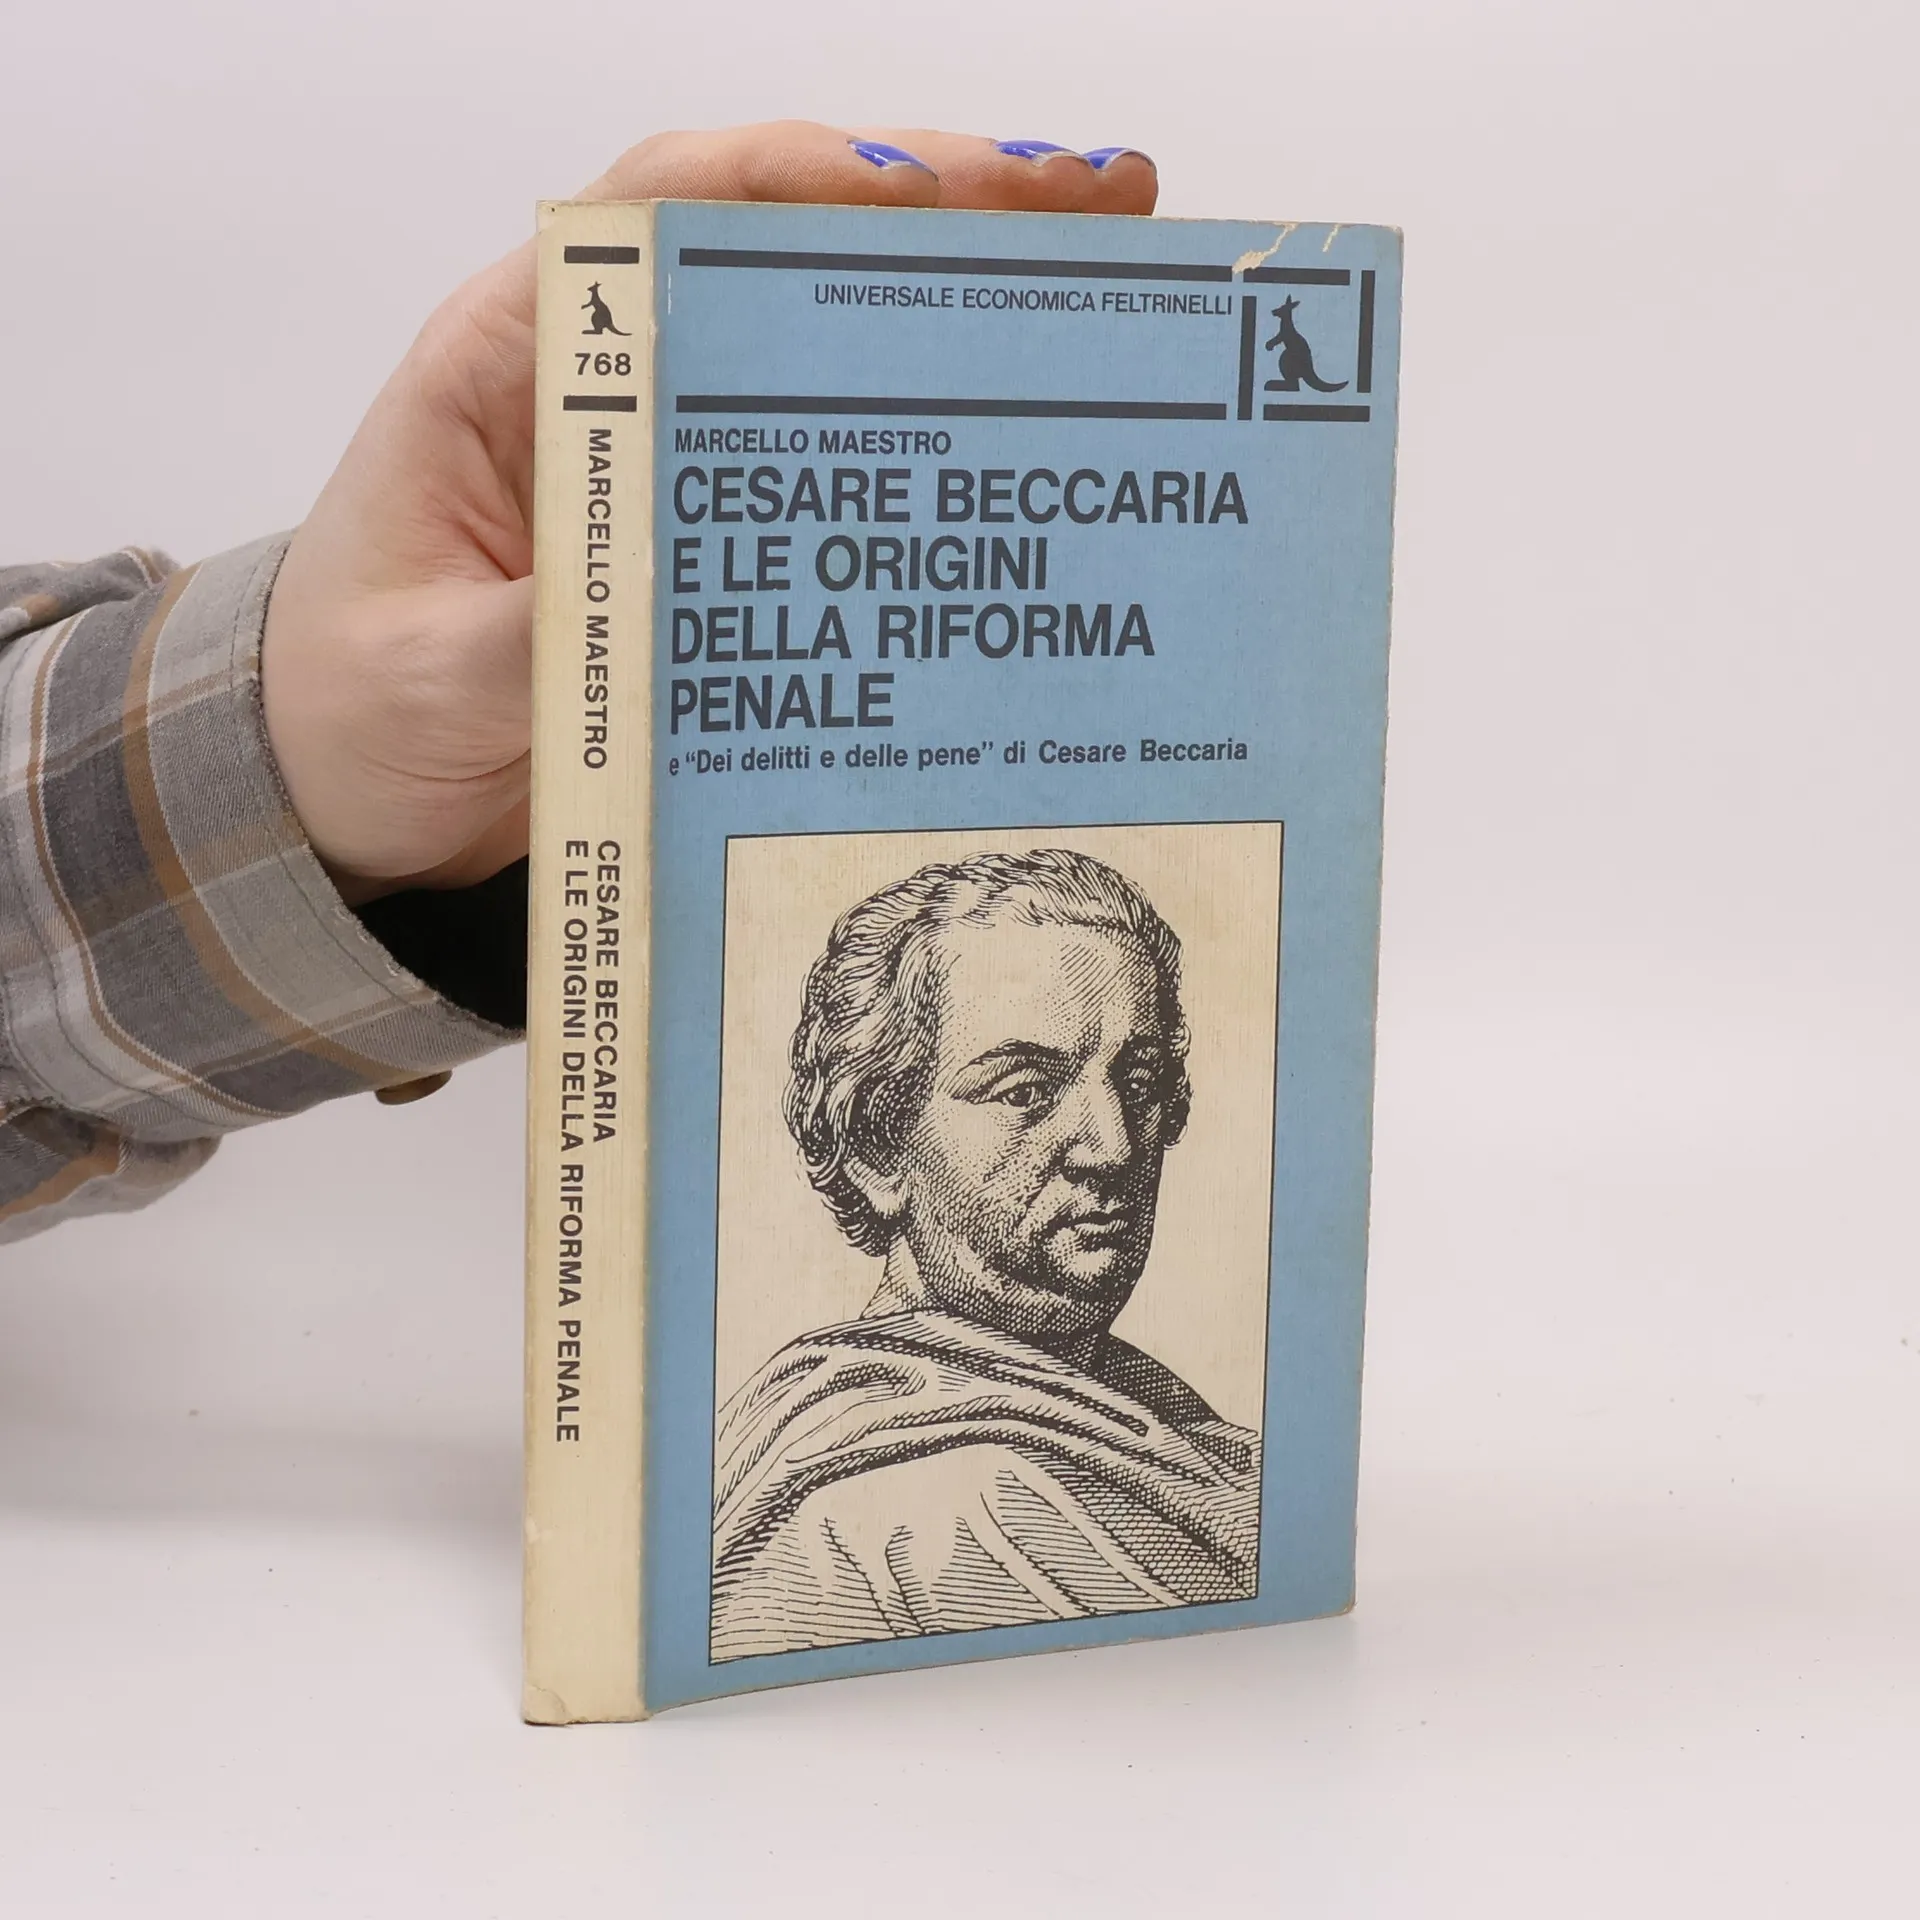 768
MARCELLO MAESTRO
CESARE BECCARIA
E LE ORIGINI DELLA RIFORMA PENALE
UNIVERSALE ECONOMICA FELTRINELLI
MARCELLO MAESTRO
CESARE BECCARIA
E LE ORIGINI
DELLA RIFORMA
PENALE
e “Dei delitti e delle pene” di Cesare Beccaria